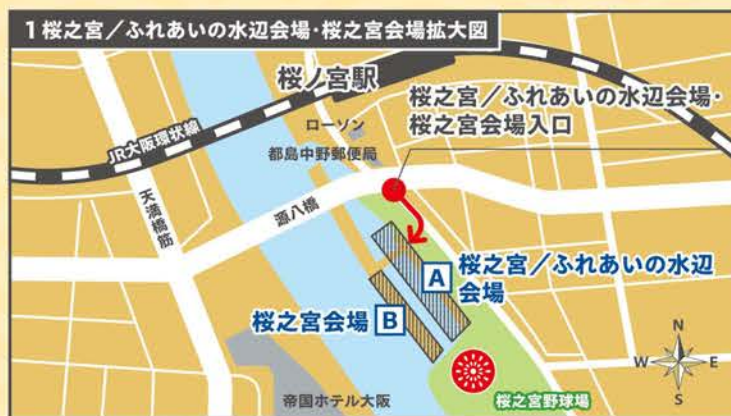 1桜之宮／ふれあいの水辺会場・桜之宮会場拡大図
桜ノ宮駅
桜之宮／ふれあいの水辺会場・
桜之宮会場入口
ローソン
JR大阪環状線
都島中野郵便局
天満橋筋
源八橋
A 桜之宮／ふれあいの水辺
会場
桜之宮会場 B
N
W E
S
帝国ホテル大阪
桜之宮野球場